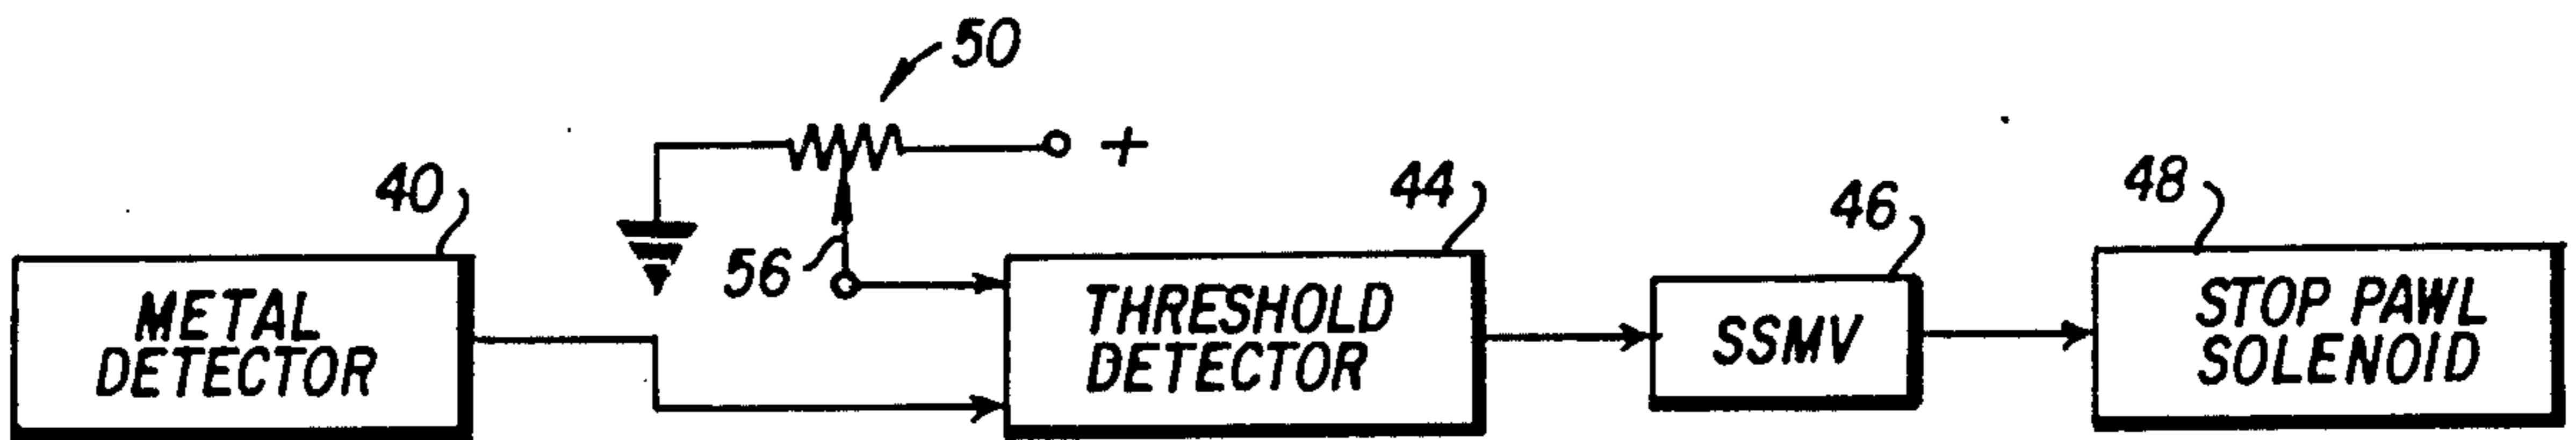 50
+
40
44
46
48
56
METAL
DETECTOR
THRESHOLD
DETECTOR
SSMV
STOP PAWL
SOLENOID